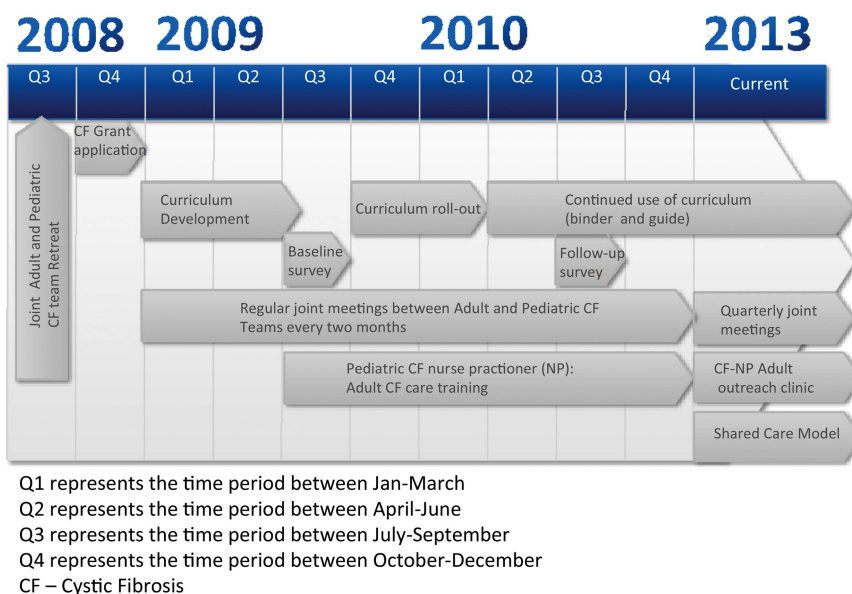 2008 2009 2010 2013
Q3 Q4 Q1 Q2 Q3 Q4 Q1 Q2 Q3 Q4 Current
Joint Adult and Pediatric
CF team Retreat
CF Grant
application
Curriculum
Development
Curriculum roll-out
Continued use of curriculum
(binder and guide)
Baseline
survey
Follow-up
survey
Regular joint meetings between Adult and Pediatric CF
Teams every two months
Quarterly joint
meetings
Pediatric CF nurse practioner (NP):
Adult CF care training
CF-NP Adult
outreach clinic
Shared Care Model
Q1 represents the time period between Jan-March
Q2 represents the time period between April-June
Q3 represents the time period between July-September
Q4 represents the time period between October-December
CF – Cystic Fibrosis